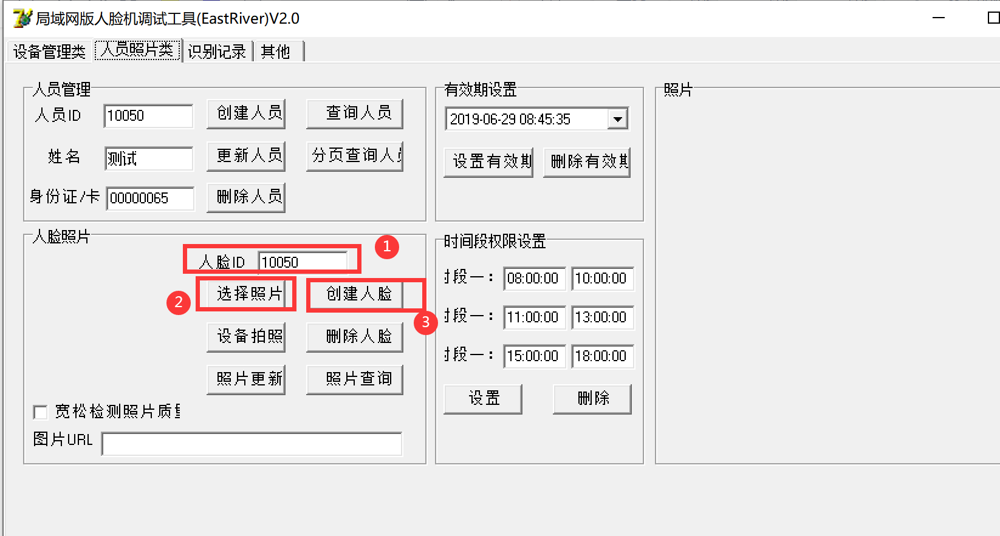 局域网版人脸机调试工具(EastRiver)V2.0
设备管理类 人员照片类 识别记录 其他
人员管理
人员ID 10050 创建人员 查询人员
姓名 测试 更新人员 分页查询人员
身份证/卡 00000065 删除人员
有效期设置
2019-06-29 08:45:35
设置有效期 删除有效期
照片
人脸照片
人脸ID 10050 1
2 选择照片 创建人脸 3
设备拍照 删除人脸
照片更新 照片查询
宽松检测照片质量
图片URL
时间段权限设置
时段一： 08:00:00 10:00:00
时段一： 11:00:00 13:00:00
时段一： 15:00:00 18:00:00
设置 删除